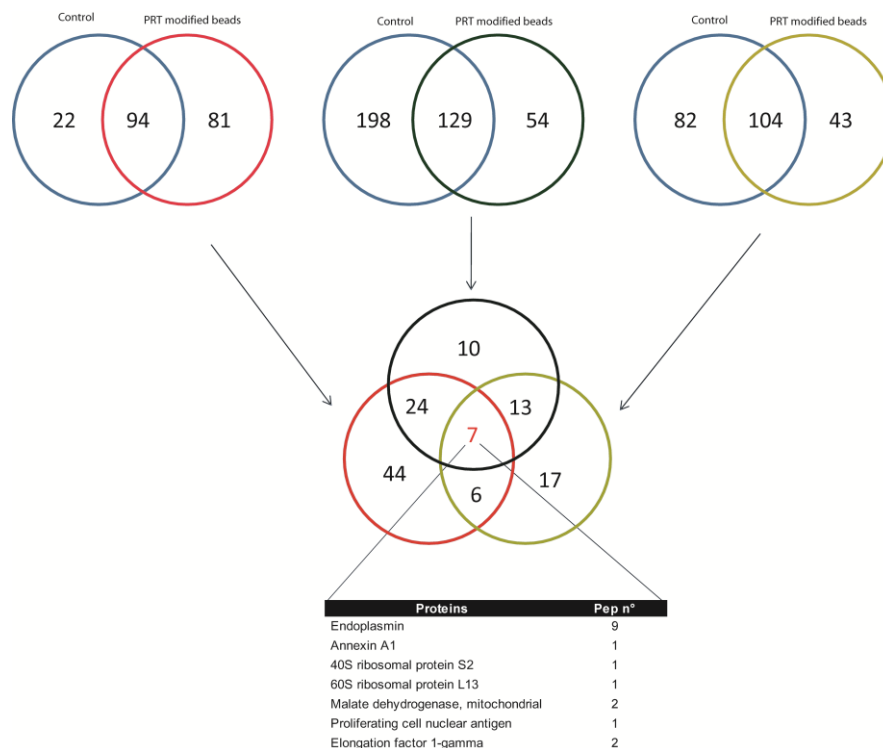 Control PRT modified beads Control PRT modified beads Control PRT modified beads
22 94 81 198 129 54 82 104 43
10
24 13
7
44 17
6
Proteins Pep n°
Endoplasmin 9
Annexin A1 1
40S ribosomal protein S2 1
60S ribosomal protein L13 1
Malate dehydrogenase, mitochondrial 2
Proliferating cell nuclear antigen 1
Elongation factor 1-gamma 2